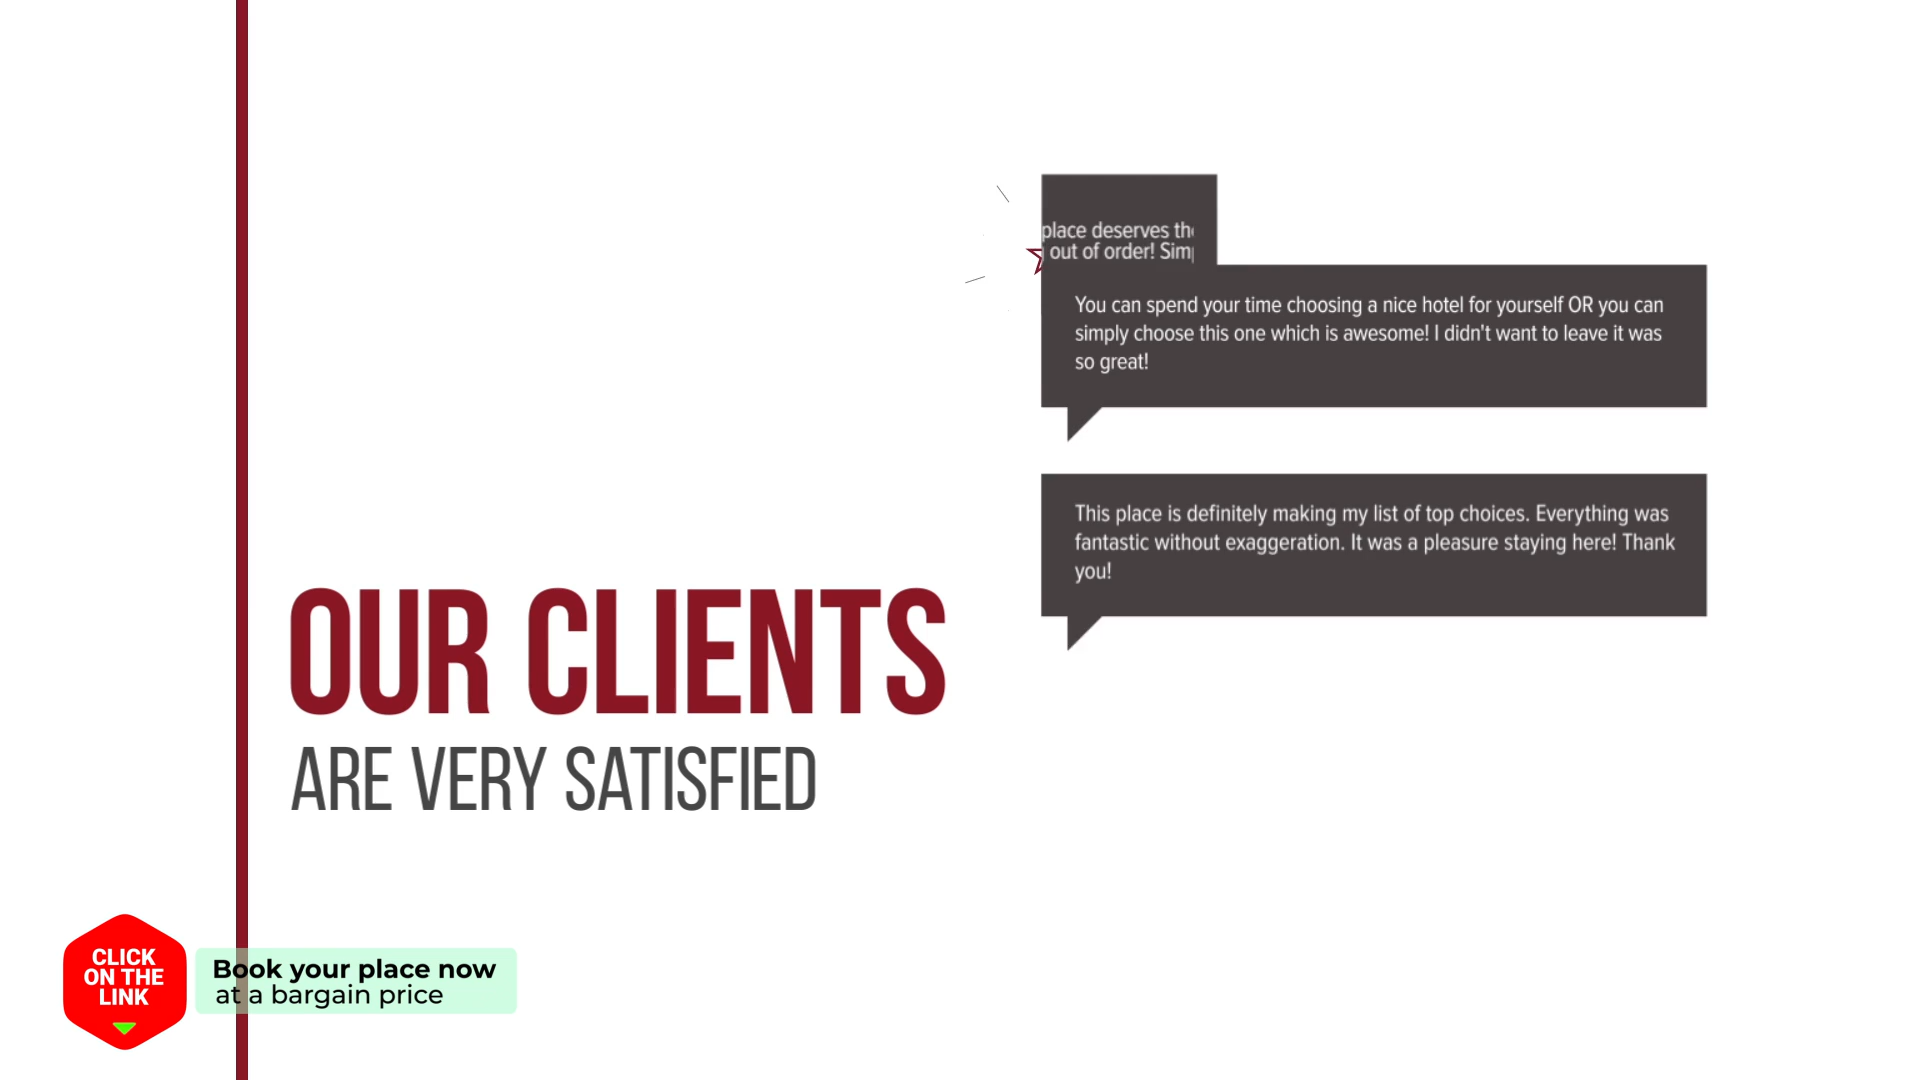 place deserves the
out of order! Sim
You can spend your time choosing a nice hotel for yourself OR you can
simply choose this one which is awesome! I didn't want to leave it was
so great!
This place is definitely making my list of top choices. Everything was
fantastic without exaggeration. It was a pleasure staying here! Thank
you!
OUR CLIENTS
ARE VERY SATISFIED
CLICK
ON THE
LINK
Book your place now
at a bargain price